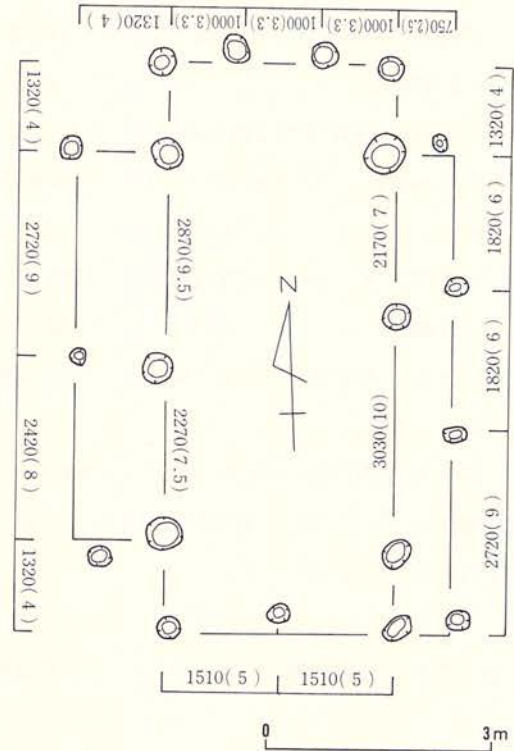 1320( 4 )
1000(3.3)
1000(3.3)
1000(3.3)
750(2.5)
1320( 4 )
2720( 9 )
2420( 8 )
1320( 4 )
2870(9.5)
2270(7.5)
Z
2170( 7 )
3030(10)
1320( 4 )
1820( 6 )
1820( 6 )
2720( 9 )
1510( 5 )
1510( 5 )
0
3m